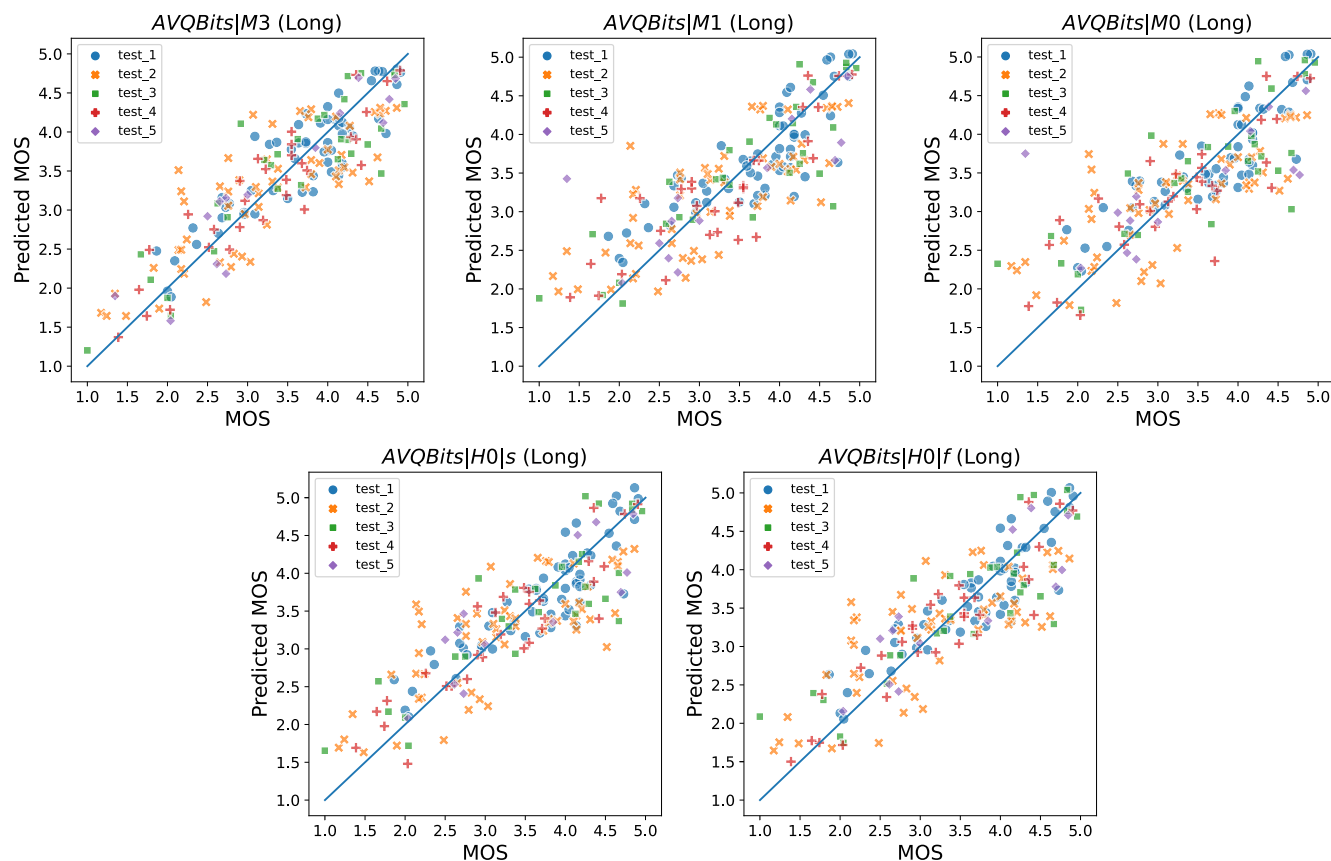 AVQBits|M3 (Long)
test_1
test_2
test_3
test_4
test_5
5.0
4.5
4.0
3.5
3.0
2.5
2.0
1.5
1.0
Predicted MOS
1.0 1.5 2.0 2.5 3.0 3.5 4.0 4.5 5.0
MOS
AVQBits|M1 (Long)
test_1
test_2
test_3
test_4
test_5
5.0
4.5
4.0
3.5
3.0
2.5
2.0
1.5
1.0
Predicted MOS
1.0 1.5 2.0 2.5 3.0 3.5 4.0 4.5 5.0
MOS
AVQBits|M0 (Long)
test_1
test_2
test_3
test_4
test_5
5.0
4.5
4.0
3.5
3.0
2.5
2.0
1.5
1.0
Predicted MOS
1.0 1.5 2.0 2.5 3.0 3.5 4.0 4.5 5.0
MOS
AVQBits|H0|s (Long)
test_1
test_2
test_3
test_4
test_5
5.0
4.5
4.0
3.5
3.0
2.5
2.0
1.5
1.0
Predicted MOS
1.0 1.5 2.0 2.5 3.0 3.5 4.0 4.5 5.0
MOS
AVQBits|H0|f (Long)
test_1
test_2
test_3
test_4
test_5
5.0
4.5
4.0
3.5
3.0
2.5
2.0
1.5
1.0
Predicted MOS
1.0 1.5 2.0 2.5 3.0 3.5 4.0 4.5 5.0
MOS